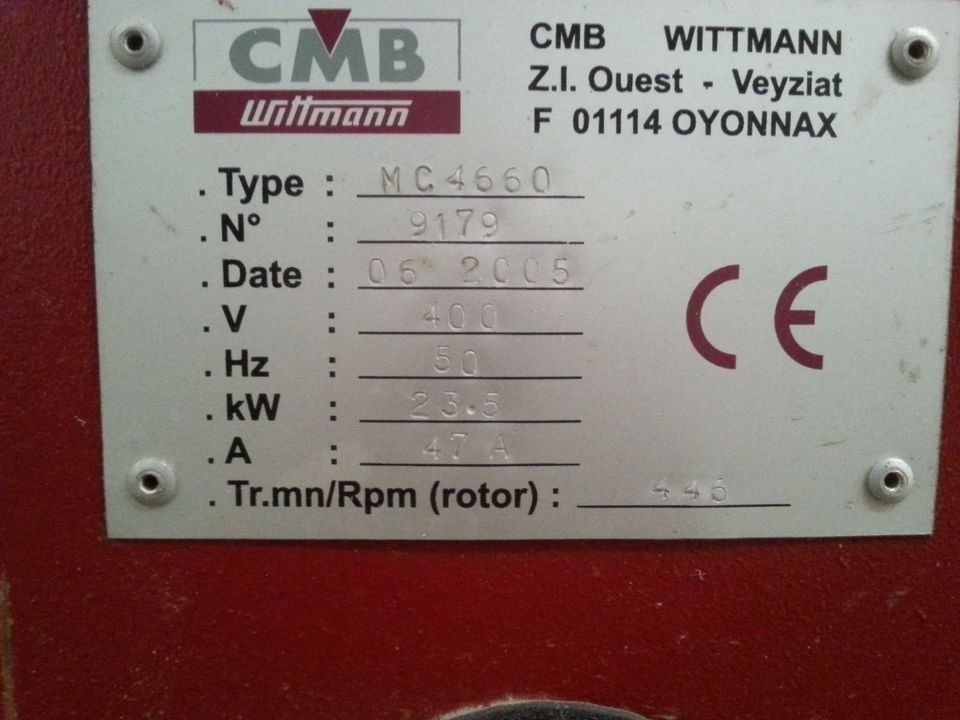 CMB
Wittmann
CMB WITTMANN
Z.I. Ouest - Veyziat
F 01114 OYONNAX
. Type : MC4660
. N° : 9179
. Date : 06 2005
. V : 400
. Hz : 50
. kW : 23.5
. A : 47 A
. Tr.mn/Rpm (rotor) : 446
CE